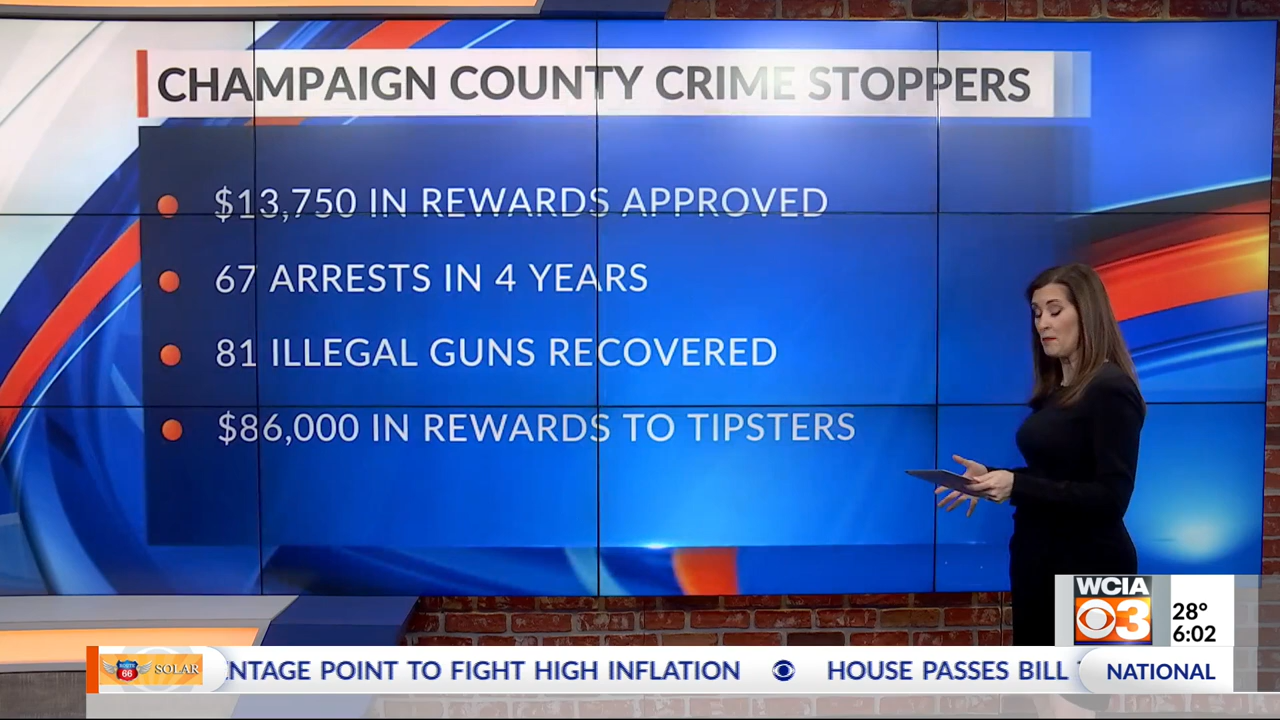 CHAMPAIGN COUNTY CRIME STOPPERS
$13,750 IN REWARDS APPROVED
67 ARRESTS IN 4 YEARS
81 ILLEGAL GUNS RECOVERED
$86,000 IN REWARDS TO TIPSTERS
WCIA
3
28°
6:02
ROUTE
66
SOLAR
NTAGE POINT TO FIGHT HIGH INFLATION
HOUSE PASSES BILL
NATIONAL